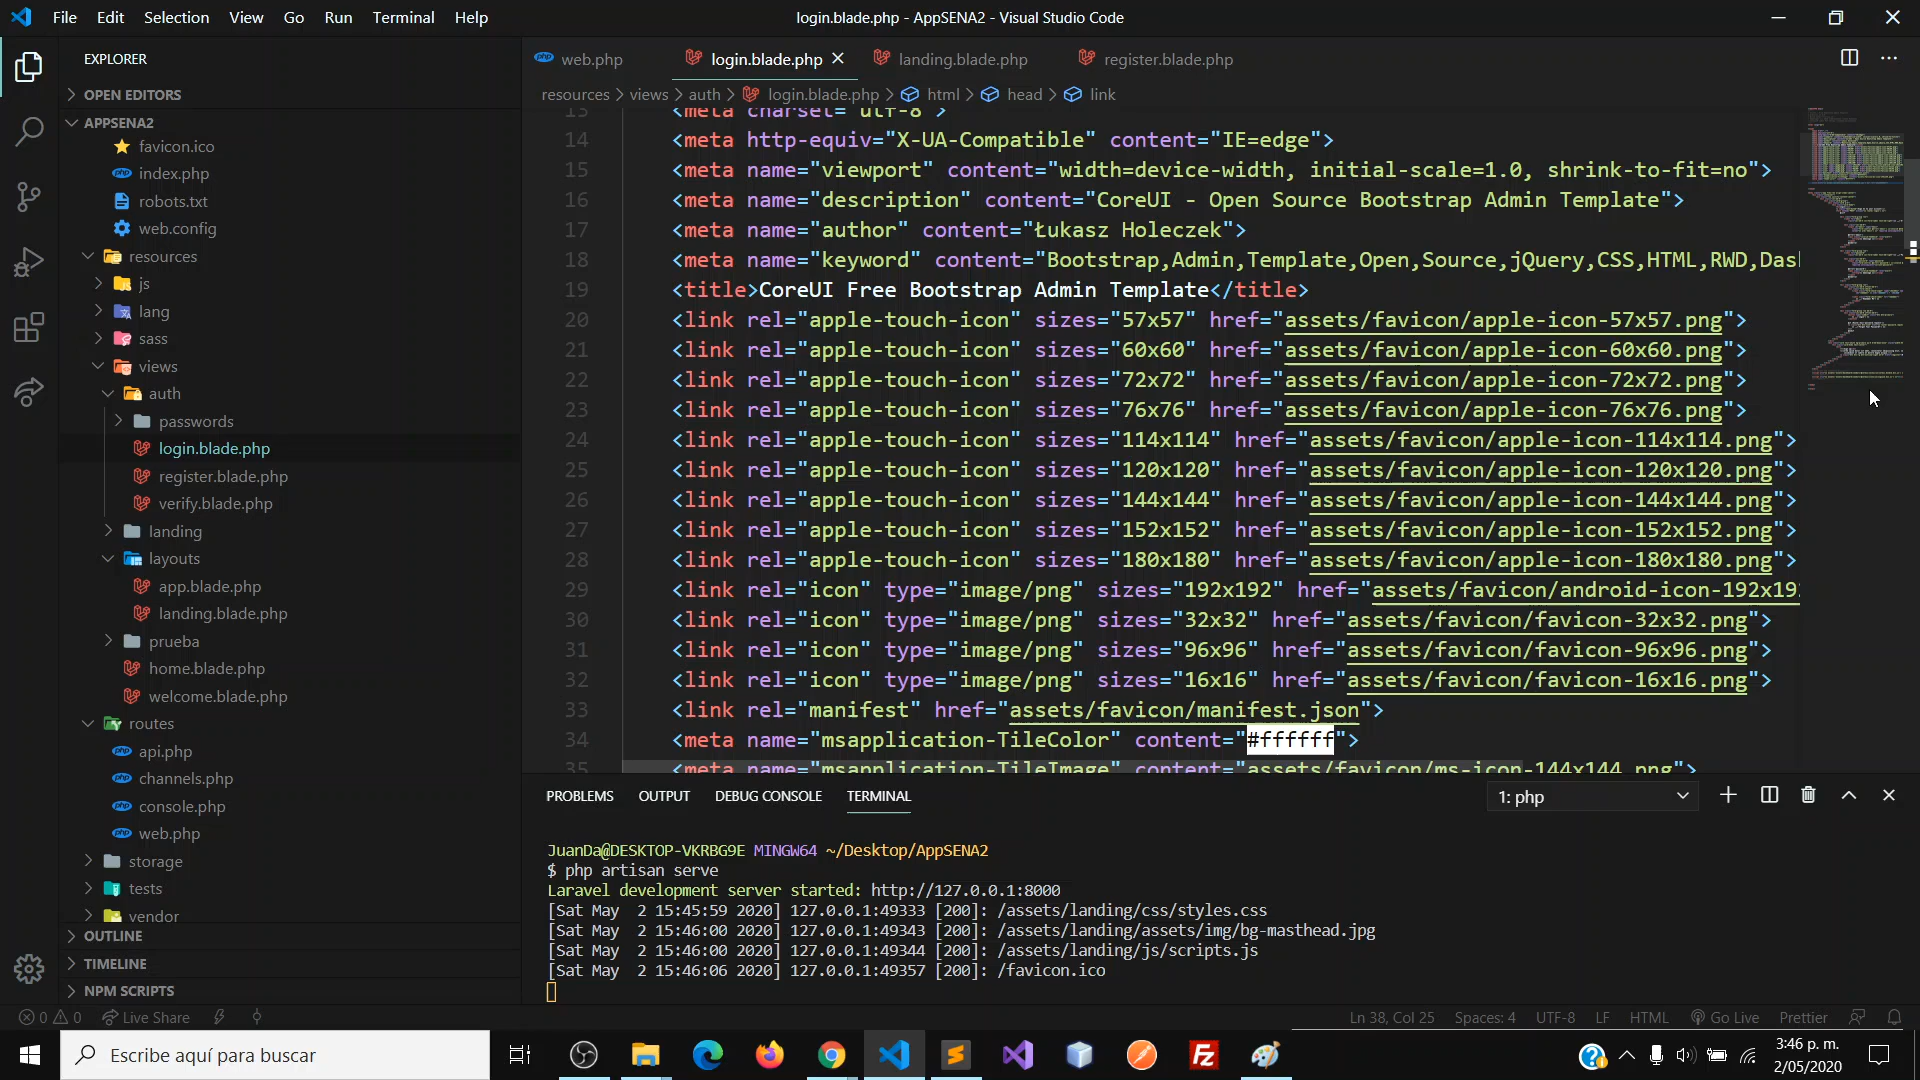 File Edit Selection View Go Run Terminal Help
login.blade.php - AppSENA2 - Visual Studio Code
EXPLORER
OPEN EDITORS
APPSENA2
favicon.ico
index.php
robots.txt
web.config
resources
js
lang
sass
views
auth
passwords
login.blade.php
register.blade.php
verify.blade.php
landing
layouts
app.blade.php
landing.blade.php
prueba
home.blade.php
welcome.blade.php
routes
api.php
channels.php
console.php
web.php
storage
tests
vendor
OUTLINE
TIMELINE
NPM SCRIPTS
web.php login.blade.php landing.blade.php register.blade.php
resources > views > auth > login.blade.php > html > head > link
13 <meta charset="utf-8">
14 <meta http-equiv="X-UA-Compatible" content="IE=edge">
15 <meta name="viewport" content="width=device-width, initial-scale=1.0, shrink-to-fit=no">
16 <meta name="description" content="CoreUI - Open Source Bootstrap Admin Template">
17 <meta name="author" content="Łukasz Holeczek">
18 <meta name="keyword" content="Bootstrap,Admin,Template,Open,Source,jQuery,CSS,HTML,RWD,Das
19 <title>CoreUI Free Bootstrap Admin Template</title>
20 <link rel="apple-touch-icon" sizes="57x57" href="assets/favicon/apple-icon-57x57.png">
21 <link rel="apple-touch-icon" sizes="60x60" href="assets/favicon/apple-icon-60x60.png">
22 <link rel="apple-touch-icon" sizes="72x72" href="assets/favicon/apple-icon-72x72.png">
23 <link rel="apple-touch-icon" sizes="76x76" href="assets/favicon/apple-icon-76x76.png">
24 <link rel="apple-touch-icon" sizes="114x114" href="assets/favicon/apple-icon-114x114.png">
25 <link rel="apple-touch-icon" sizes="120x120" href="assets/favicon/apple-icon-120x120.png">
26 <link rel="apple-touch-icon" sizes="144x144" href="assets/favicon/apple-icon-144x144.png">
27 <link rel="apple-touch-icon" sizes="152x152" href="assets/favicon/apple-icon-152x152.png">
28 <link rel="apple-touch-icon" sizes="180x180" href="assets/favicon/apple-icon-180x180.png">
29 <link rel="icon" type="image/png" sizes="192x192" href="assets/favicon/android-icon-192x19
30 <link rel="icon" type="image/png" sizes="32x32" href="assets/favicon/favicon-32x32.png">
31 <link rel="icon" type="image/png" sizes="96x96" href="assets/favicon/favicon-96x96.png">
32 <link rel="icon" type="image/png" sizes="16x16" href="assets/favicon/favicon-16x16.png">
33 <link rel="manifest" href="assets/favicon/manifest.json">
34 <meta name="msapplication-TileColor" content="#ffffff">
35 <meta name="msapplication-TileImage" content="assets/favicon/ms-icon-144x144.png">
PROBLEMS OUTPUT DEBUG CONSOLE TERMINAL 1: php
JuanDa@DESKTOP-VKRBG9E MINGW64 ~/Desktop/AppSENA2
$ php artisan serve
Laravel development server started: http://127.0.0.1:8000
[Sat May  2 15:45:59 2020] 127.0.0.1:49333 [200]: /assets/landing/css/styles.css
[Sat May  2 15:46:00 2020] 127.0.0.1:49343 [200]: /assets/landing/assets/img/bg-masthead.jpg
[Sat May  2 15:46:00 2020] 127.0.0.1:49344 [200]: /assets/landing/js/scripts.js
[Sat May  2 15:46:06 2020] 127.0.0.1:49357 [200]: /favicon.ico
0 0 Live Share Ln 38, Col 25 Spaces: 4 UTF-8 LF HTML Go Live Prettier
Escribe aquí para buscar
3:46 p. m.
2/05/2020